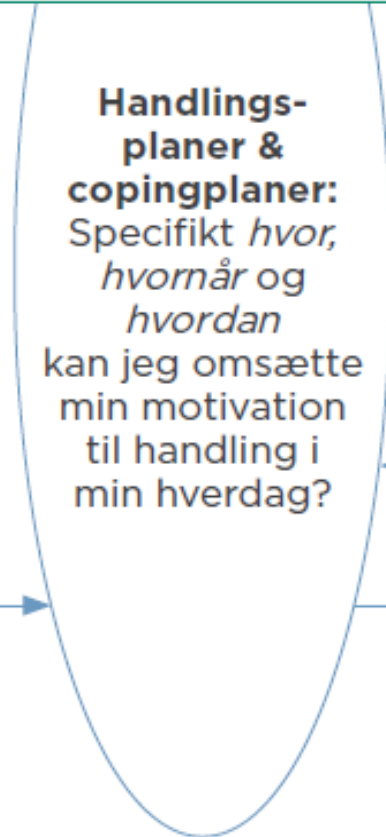 Handlings-
planer &
copingplaner:
Specifikt hvor,
hvornår og
hvordan
kan jeg omsætte
min motivation
til handling i
min hverdag?